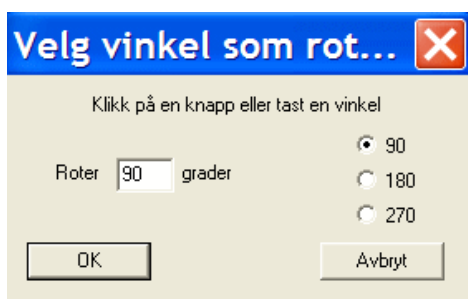 Velg vinkel som rot...
Klikk på en knapp eller tast en vinkel
Roter 90 grader
90
180
270
OK Avbryt